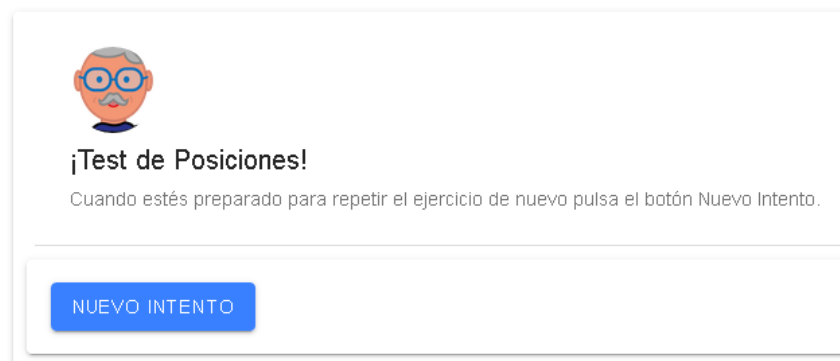 ¡Test de Posiciones!
Cuando estés preparado para repetir el ejercicio de nuevo pulsa el botón Nuevo Intento.
NUEVO INTENTO